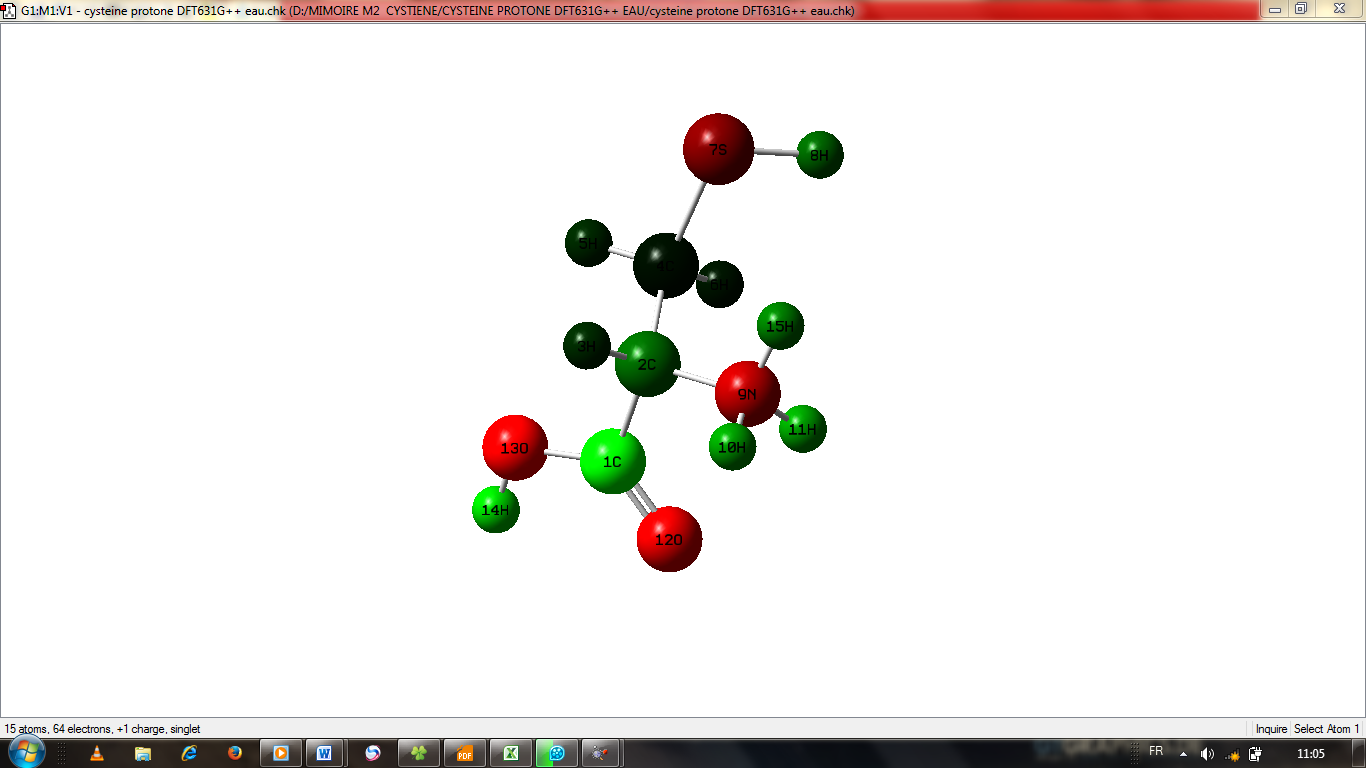 G1:M1:V1 - cysteine protone DFT631G++ eau.chk (D:/MIMOIRE M2  CYSTIENE/CYSTEINE PROTONE DFT631G++ EAU/cysteine protone DFT631G++ eau.chk)
7S
8H
5H
4C
6H
15H
3H
2C
9N
11H
10H
13O
1C
14H
12O
15 atoms, 64 electrons, +1 charge, singlet
Inquire
Select Atom 1
W
PDF
X
FR
11:05